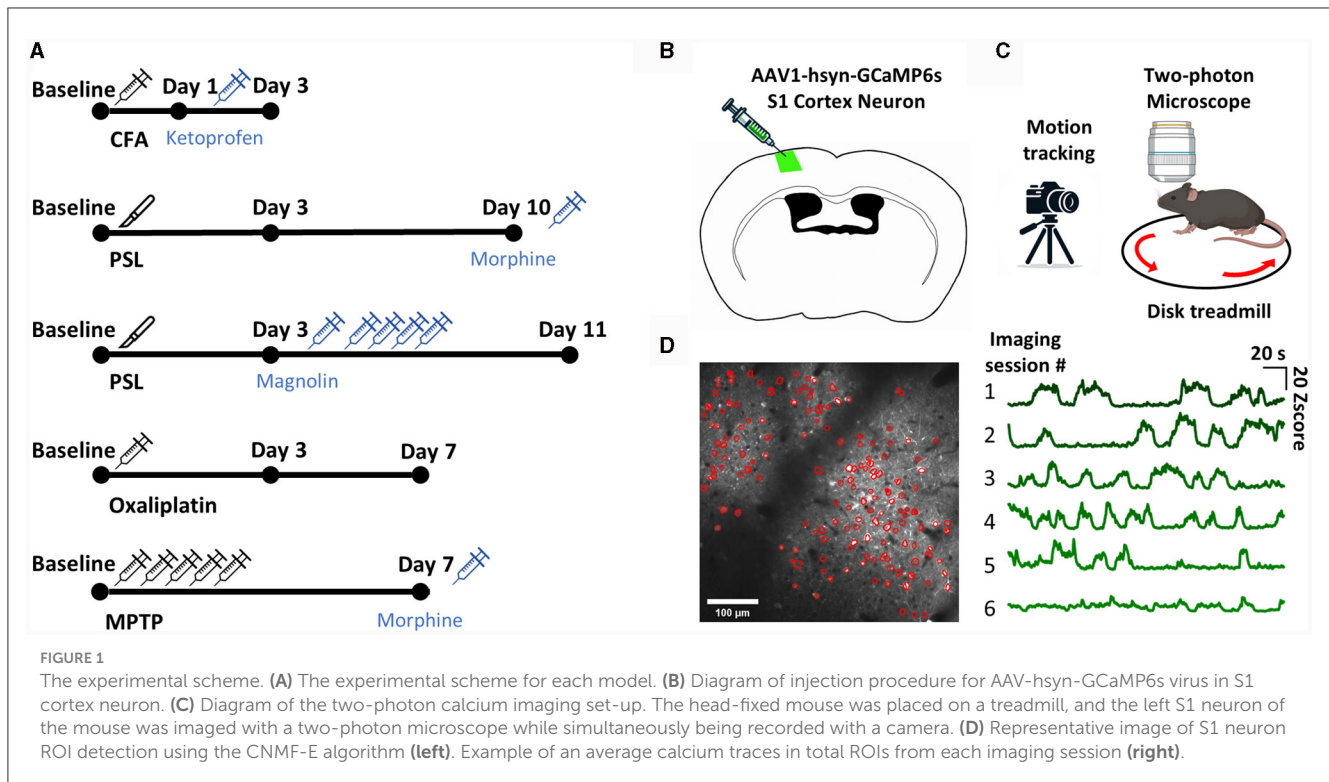 A
Baseline
Day 1
Day 3
CFA
Ketoprofen
Baseline
Day 3
Day 10
PSL
Morphine
Baseline
Day 3
Day 11
PSL
Magnolin
Baseline
Day 3
Day 7
Oxaliplatin
Baseline
Day 7
MPTP
Morphine
B
AAV1-hsyn-GCaMP6s
S1 Cortex Neuron
C
Two-photon
Microscope
Motion
tracking
Disk treadmill
D
100 µm
Imaging
session #
20 s
20 Zscore
1
2
3
4
5
6
FIGURE 1
The experimental scheme. (A) The experimental scheme for each model. (B) Diagram of injection procedure for AAV-hsyn-GCaMP6s virus in S1
cortex neuron. (C) Diagram of the two-photon calcium imaging set-up. The head-fixed mouse was placed on a treadmill, and the left S1 neuron of
the mouse was imaged with a two-photon microscope while simultaneously being recorded with a camera. (D) Representative image of S1 neuron
ROI detection using the CNMF-E algorithm (left). Example of an average calcium traces in total ROIs from each imaging session (right).